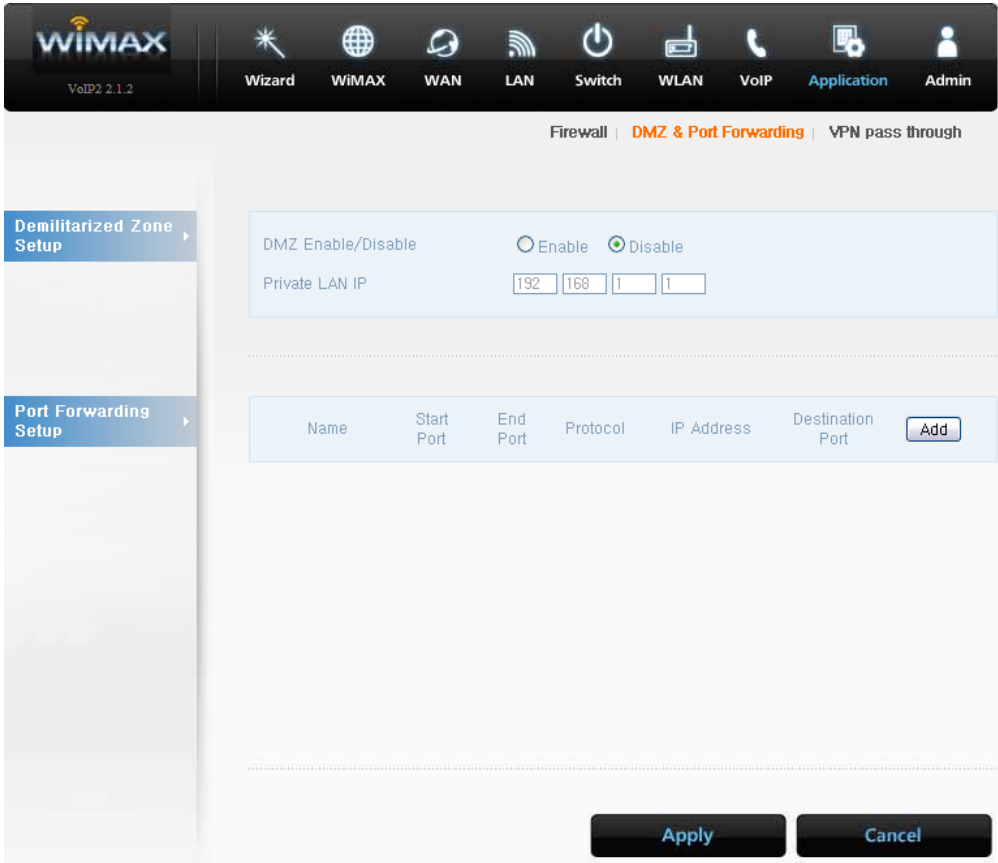 WiMAX
VoIP2 2.1.2
Wizard WiMAX WAN LAN Switch WLAN VoIP Application Admin
Firewall | DMZ & Port Forwarding | VPN pass through
Demilitarized Zone
Setup
DMZ Enable/Disable Enable Disable
Private LAN IP 192 168 1 1
Port Forwarding
Setup
Name Start Port End Port Protocol IP Address Destination Port Add
Apply Cancel